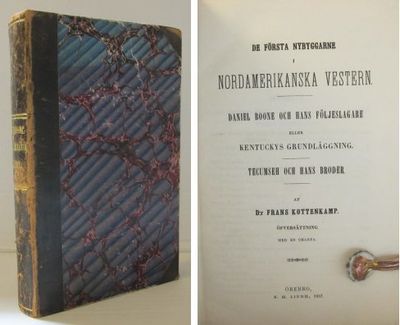 DE FÖRSTA NYBYGGARNE
I
NORDAMERIKANSKA VESTERN.
DANIEL BOONE OCH HANS FÖLJESLAGARE
ELLER
KENTUCKYS GRUNDLÄGGNING.
TECUMSEH OCH HANS BRODER.
AF
D:r FRANS KOTTENKAMP.
ÖFVERSÄTTNING
MED EN CHARTA.
ÖREBRO,
N. M. LINDH, 1857.